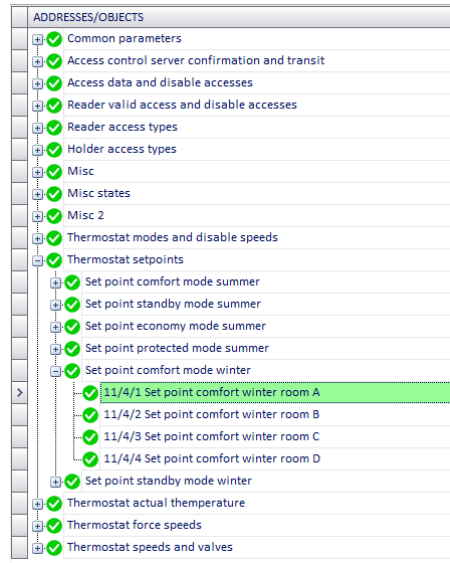 ADDRESSES/OBJECTS
Common parameters
Access control server confirmation and transit
Access data and disable accesses
Reader valid access and disable accesses
Reader access types
Holder access types
Misc
Misc states
Misc 2
Thermostat modes and disable speeds
Thermostat setpoints
Set point comfort mode summer
Set point standby mode summer
Set point economy mode summer
Set point protected mode summer
Set point comfort mode winter
11/4/1 Set point comfort winter room A
11/4/2 Set point comfort winter room B
11/4/3 Set point comfort winter room C
11/4/4 Set point comfort winter room D
Set point standby mode winter
Thermostat actual themperature
Thermostat force speeds
Thermostat speeds and valves